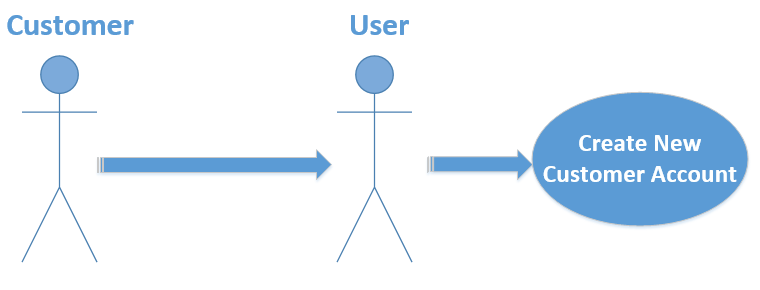 Customer
User
Create New
Customer Account